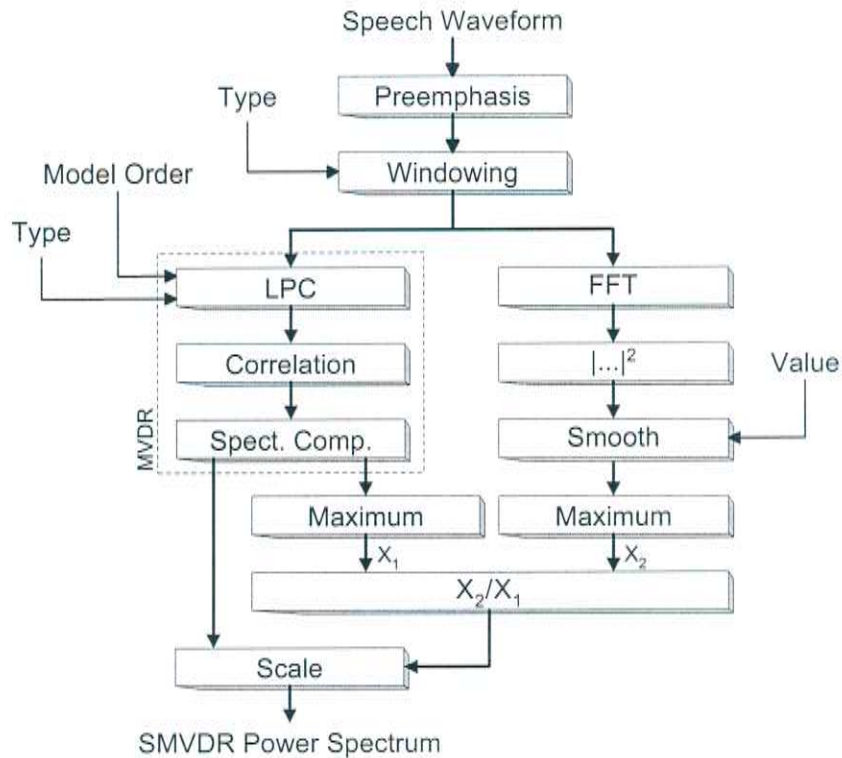 Speech Waveform
Preemphasis
Type
Windowing
Model Order
Type
LPC
FFT
Correlation
|...|²
Value
MVDR
Spect. Comp.
Smooth
Maximum
Maximum
X₁
X₂
X₂/X₁
Scale
SMVDR Power Spectrum